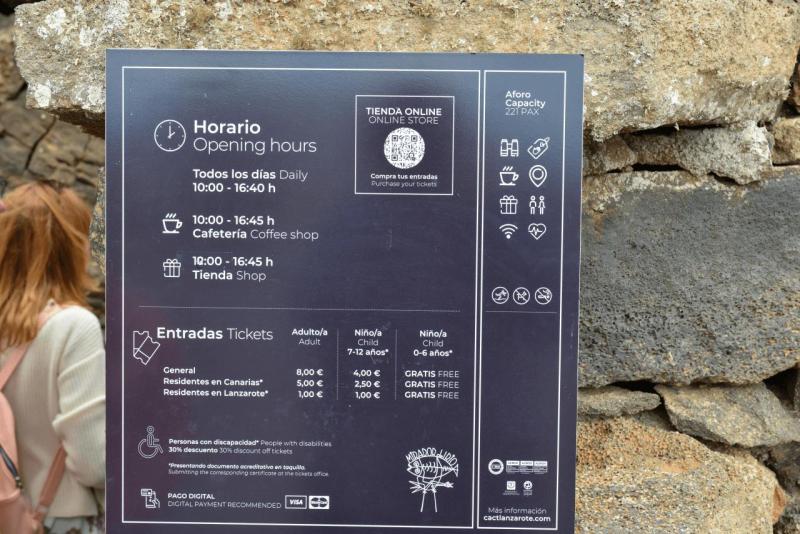 Horario
Opening hours
Todos los días Daily
10:00 - 16:40 h
10:00 - 16:45 h
Cafetería Coffee shop
10:00 - 16:45 h
Tienda Shop
TIENDA ONLINE
ONLINE STORE
Compra tus entradas
Purchase your tickets
Entradas Tickets
Adulto/a
Adult
Niño/a
Child
7-12 años*
Niño/a
Child
0-6 años*
General 8,00 € 4,00 € GRATIS FREE
Residentes en Canarias* 5,00 € 2,50 € GRATIS FREE
Residentes en Lanzarote* 1,00 € 1,00 € GRATIS FREE
Personas con discapacidad* People with disabilities
30% descuento 30% discount off tickets
*Presentando documento acreditativo en taquilla.
Submitting the corresponding certificate at the tickets office.
PAGO DIGITAL
DIGITAL PAYMENT RECOMMENDED VISA
MIRADOR DEL RIO
Aforo
Capacity
221 PAX
Más información
cactlanzarote.com